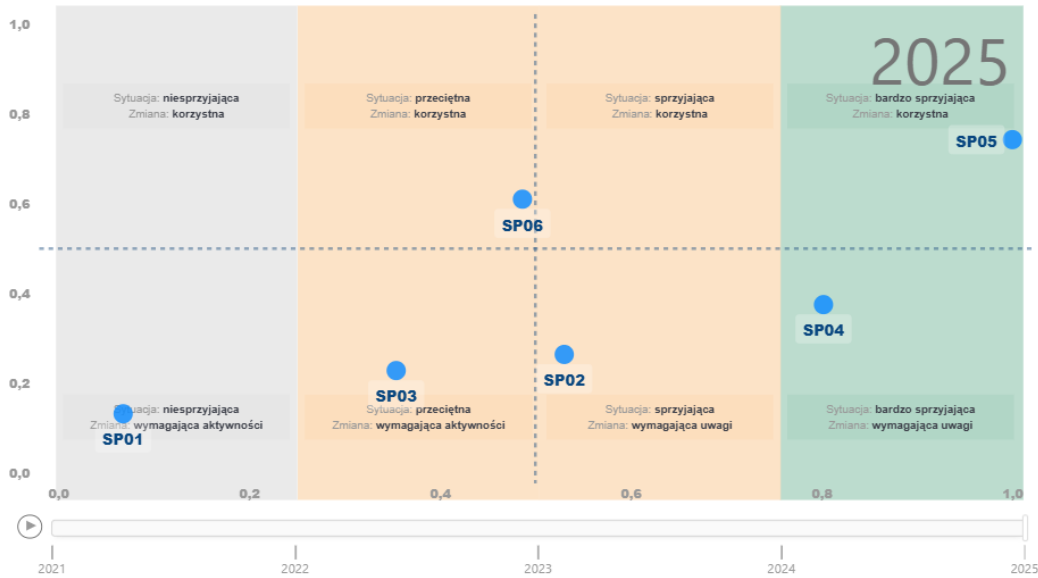 1,0
2025
Sytuacja: niesprzyjająca
Zmiana: korzystna
Sytuacja: przeciętna
Zmiana: korzystna
Sytuacja: sprzyjająca
Zmiana: korzystna
Sytuacja: bardzo sprzyjająca
Zmiana: korzystna
0,8
SP05
0,6
SP06
0,4
SP04
SP02
0,2
SP03
Sytuacja: niesprzyjająca
Zmiana: wymagająca aktywności
SP01
Sytuacja: przeciętna
Zmiana: wymagająca aktywności
Sytuacja: sprzyjająca
Zmiana: wymagająca uwagi
Sytuacja: bardzo sprzyjająca
Zmiana: wymagająca uwagi
0,0
0,0 0,2 0,4 0,6 0,8 1,0
2021 2022 2023 2024 2025